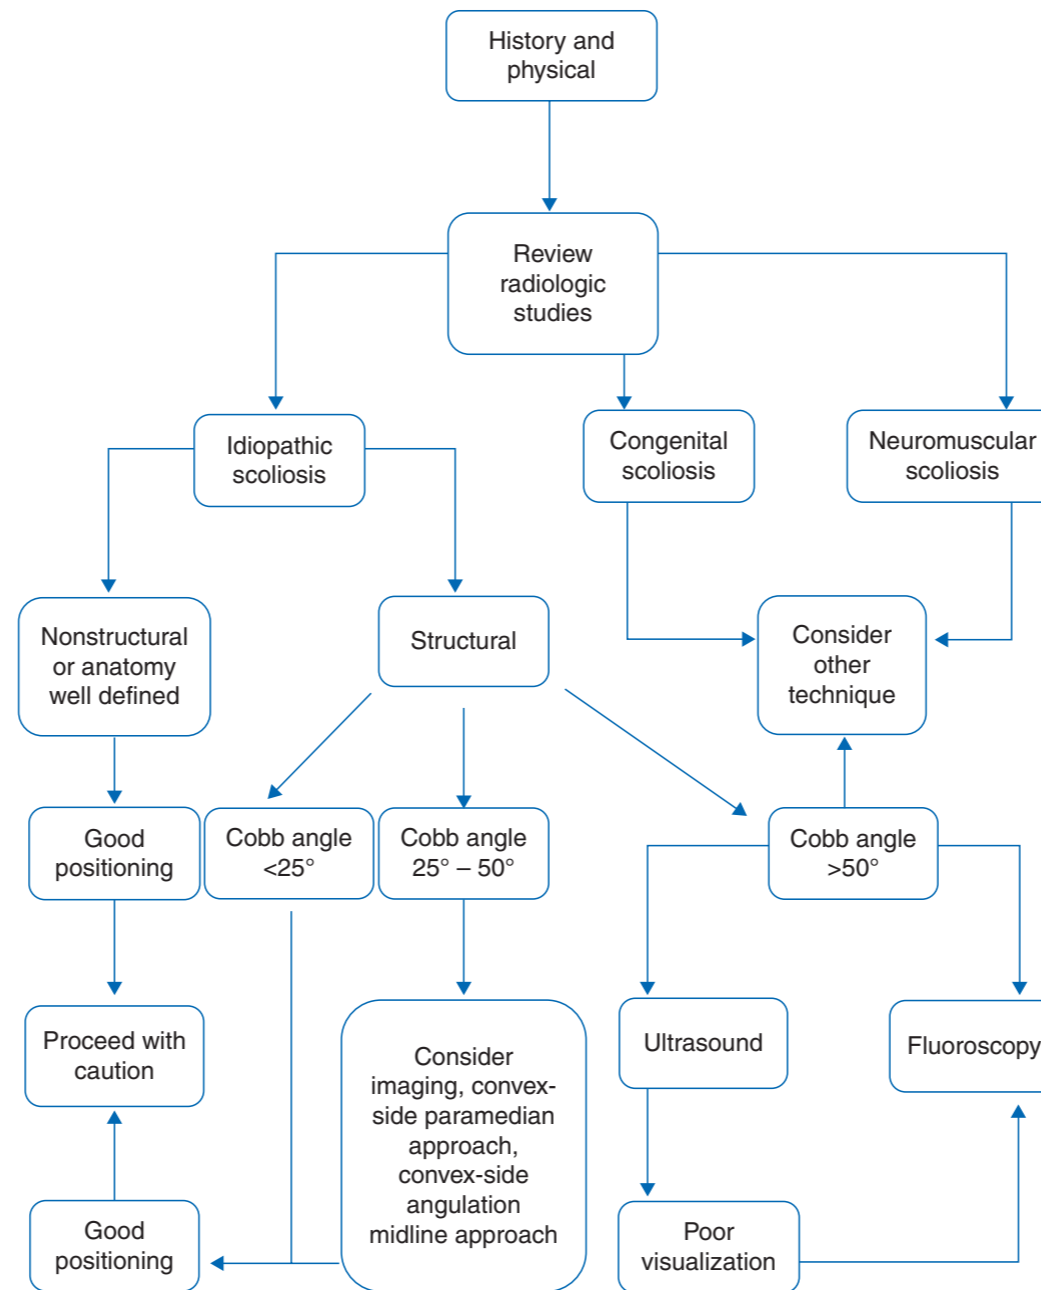 History and
physical
Review
radiologic
studies
Idiopathic
scoliosis
Congenital
scoliosis
Neuromuscular
scoliosis
Nonstructural
or anatomy
well defined
Structural
Consider
other
technique
Good
positioning
Cobb angle
<25°
Cobb angle
25° – 50°
Cobb angle
>50°
Proceed with
caution
Consider
imaging, convex-
side paramedian
approach,
convex-side
angulation
midline approach
Ultrasound
Fluoroscopy
Good
positioning
Poor
visualization